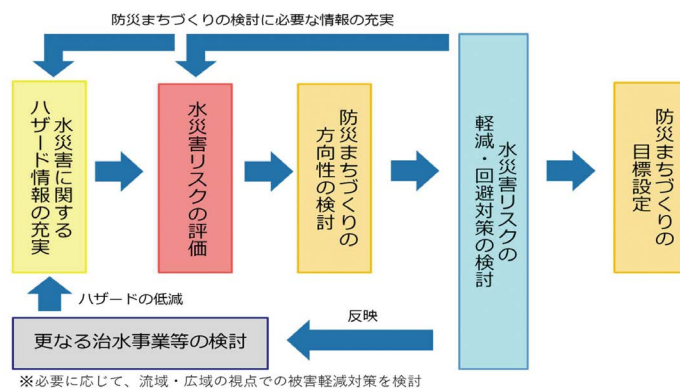 防災まちづくりの検討に必要な情報の充実
水災害に関する
ハザード情報の充実
水災害リスクの評価
防災まちづくりの
方向性の検討
水災害リスクの
軽減・回避対策の検討
防災まちづくりの
目標設定
ハザードの低減
反映
更なる治水事業等の検討
※必要に応じて、流域・広域の視点での被害軽減対策を検討